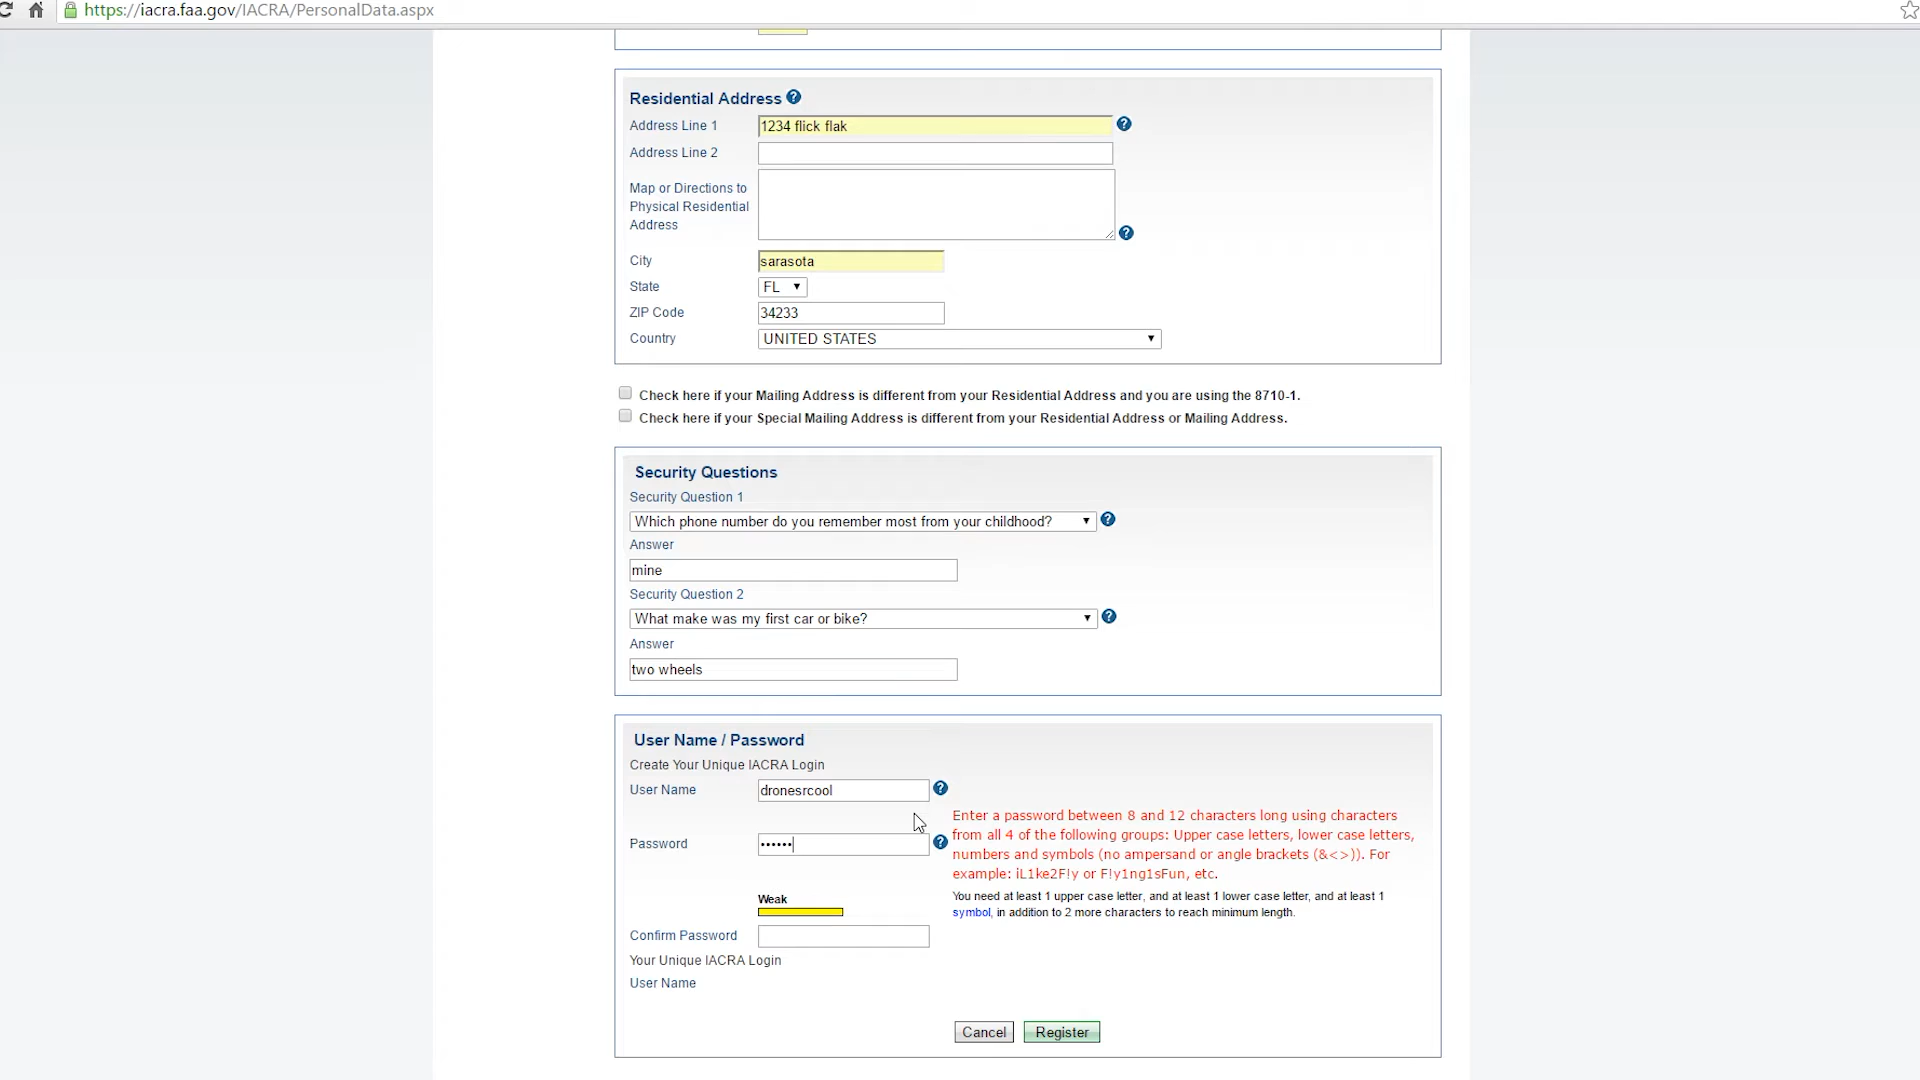 https://iacra.faa.gov/IACRA/PersonalData.aspx
Residential Address ?
Address Line 1 1234 flick flak ?
Address Line 2
Map or Directions to
Physical Residential
Address ?
City sarasota
State FL
ZIP Code 34233
Country UNITED STATES
Check here if your Mailing Address is different from your Residential Address and you are using the 8710-1.
Check here if your Special Mailing Address is different from your Residential Address or Mailing Address.
Security Questions
Security Question 1
Which phone number do you remember most from your childhood? ?
Answer
mine
Security Question 2
What make was my first car or bike? ?
Answer
two wheels
User Name / Password
Create Your Unique IACRA Login
User Name dronesrcool ?
Enter a password between 8 and 12 characters long using characters
from all 4 of the following groups: Upper case letters, lower case letters,
numbers and symbols (no ampersand or angle brackets (&<>)). For
example: iL1ke2F!y or F!y1ng1sFun, etc.
Password •••••• ?
Weak
You need at least 1 upper case letter, and at least 1 lower case letter, and at least 1
symbol, in addition to 2 more characters to reach minimum length.
Confirm Password
Your Unique IACRA Login
User Name
Cancel Register